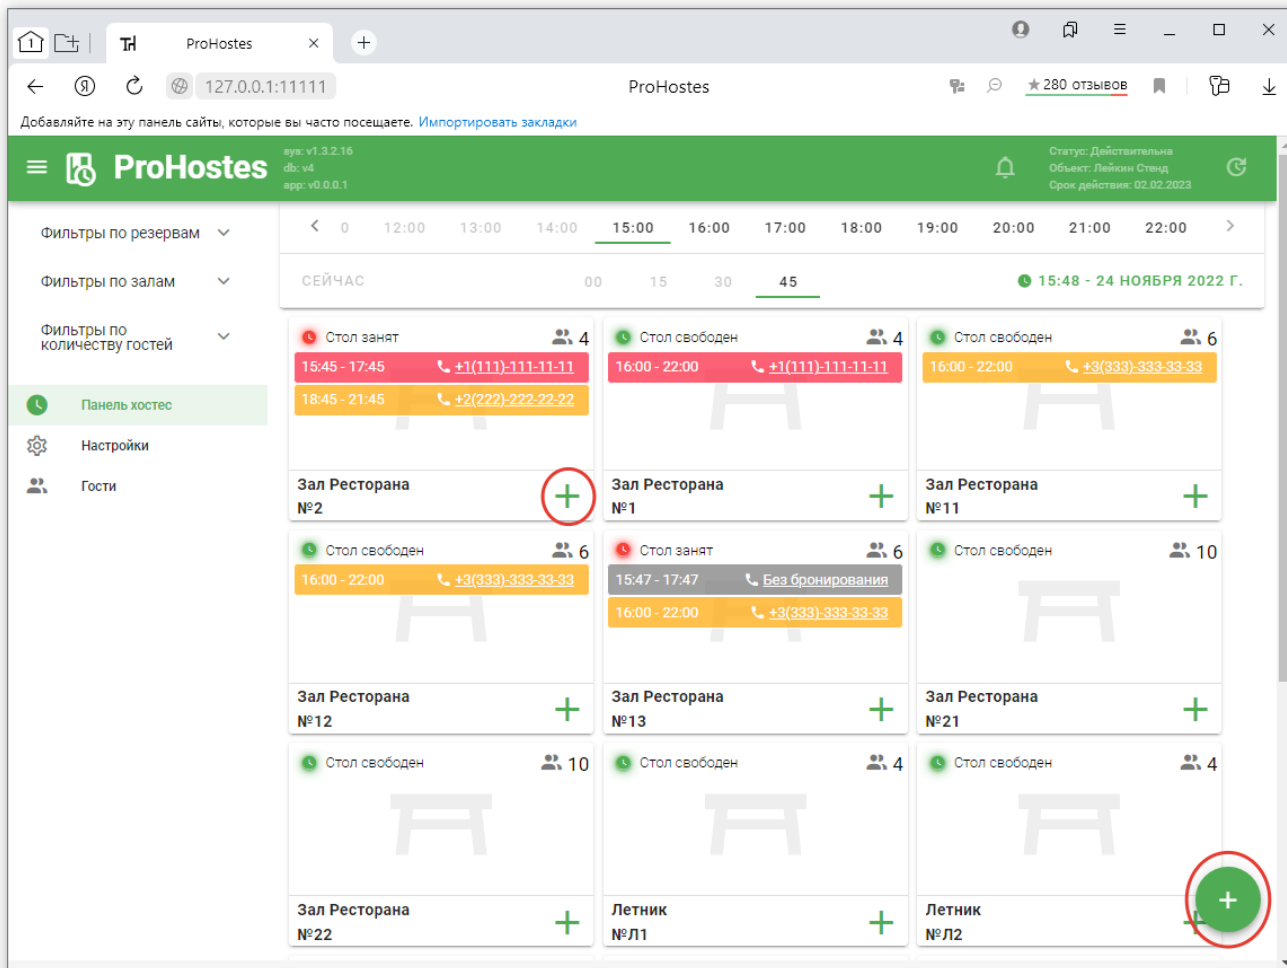 1
TH ProHostes
Я 127.0.0.1:11111 ProHostes ★280 отзывов
Добавляйте на эту панель сайты, которые вы часто посещаете. Импортировать закладки
ProHostes
sys: v1.3.2.16
db: v4
app: v0.0.0.1
Статус: Действительна
Объект: Лейкин Стенд
Срок действия: 02.02.2023
Фильтры по резервам
Фильтры по залам
Фильтры по
количеству гостей
Панель хостес
Настройки
Гости
0 12:00 13:00 14:00 15:00 16:00 17:00 18:00 19:00 20:00 21:00 22:00
СЕЙЧАС 00 15 30 45 15:48 - 24 НОЯБРЯ 2022 Г.
Стол занят 4
15:45 - 17:45 +1(111)-111-11-11
18:45 - 21:45 +2(222)-222-22-22
Зал Ресторана
№2
Стол свободен 4
16:00 - 22:00 +1(111)-111-11-11
Зал Ресторана
№1
Стол свободен 6
16:00 - 22:00 +3(333)-333-33-33
Зал Ресторана
№11
Стол свободен 6
16:00 - 22:00 +3(333)-333-33-33
Зал Ресторана
№12
Стол занят 6
15:47 - 17:47 Без бронирования
16:00 - 22:00 +3(333)-333-33-33
Зал Ресторана
№13
Стол свободен 10
Зал Ресторана
№21
Стол свободен 10
Зал Ресторана
№22
Стол свободен 4
Летник
№Л1
Стол свободен 4
Летник
№Л2